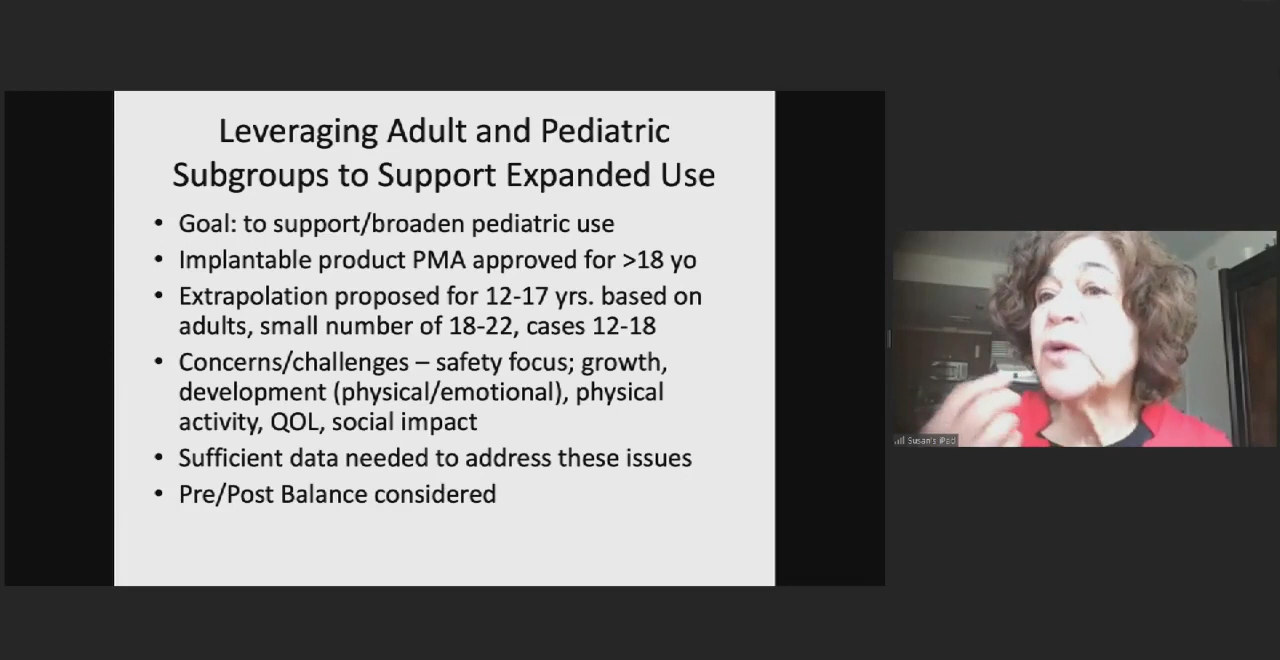 Leveraging Adult and Pediatric
Subgroups to Support Expanded Use
• Goal: to support/broaden pediatric use
• Implantable product PMA approved for >18 yo
• Extrapolation proposed for 12-17 yrs. based on
adults, small number of 18-22, cases 12-18
• Concerns/challenges – safety focus; growth,
development (physical/emotional), physical
activity, QOL, social impact
• Sufficient data needed to address these issues
• Pre/Post Balance considered
Susan's iPad